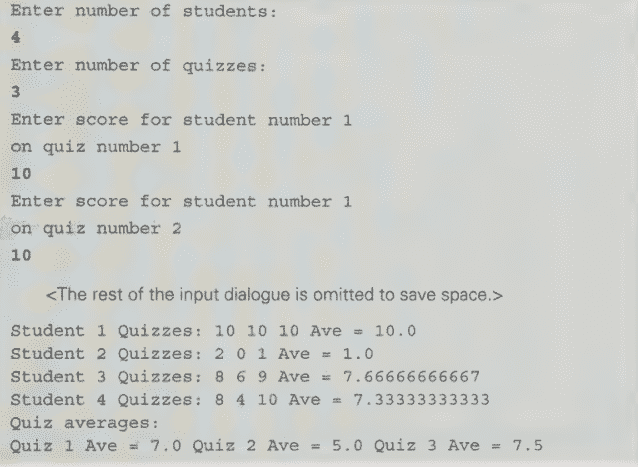 Enter number of students:
4
Enter number of quizzes:
3
Enter score for student number 1
on quiz number 1
10
Enter score for student number 1
on quiz number 2
10
<The rest of the input dialogue is omitted to save space.>
Student 1 Quizzes: 10 10 10 Ave = 10.0
Student 2 Quizzes: 2 0 1 Ave = 1.0
Student 3 Quizzes: 8 6 9 Ave = 7.66666666667
Student 4 Quizzes: 8 4 10 Ave = 7.33333333333
Quiz averages:
Quiz 1 Ave = 7.0 Quiz 2 Ave = 5.0 Quiz 3 Ave = 7.5